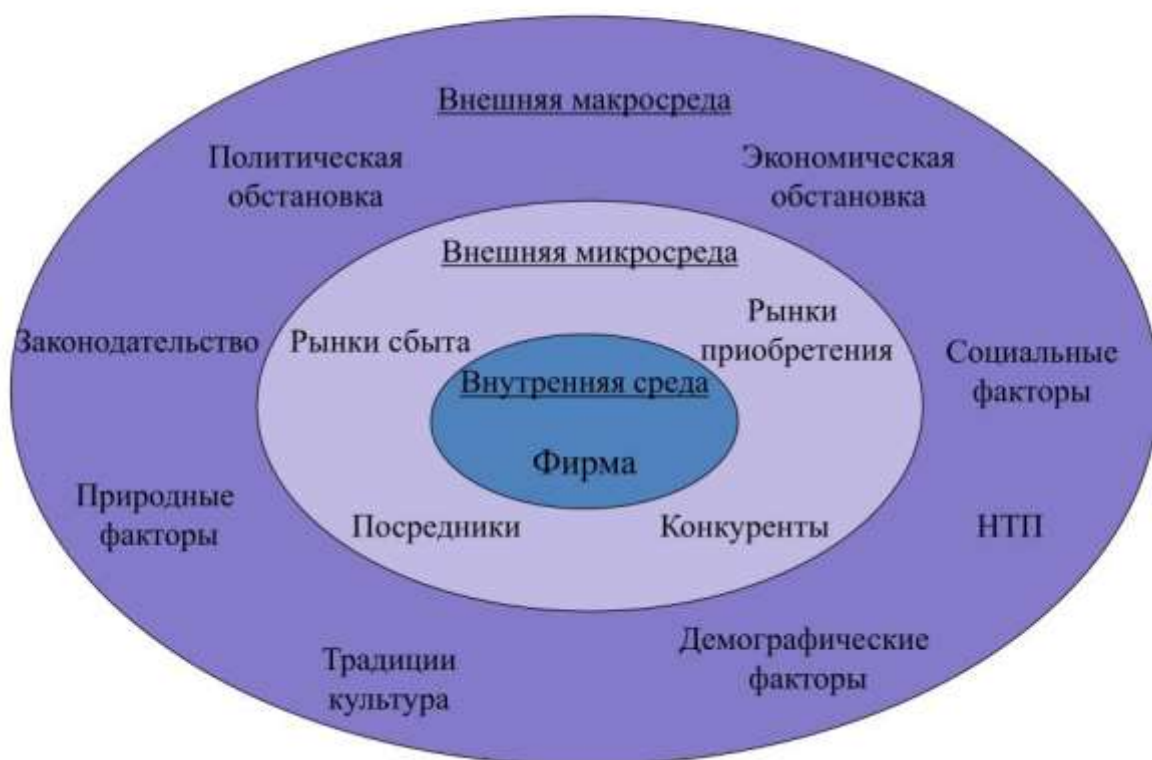 Внешняя макросреда
Политическая
обстановка
Экономическая
обстановка
Внешняя микросреда
Законодательство
Рынки сбыта
Рынки
приобретения
Социальные
факторы
Внутренняя среда
Фирма
Природные
факторы
Посредники
Конкуренты
НТП
Традиции
культура
Демографические
факторы